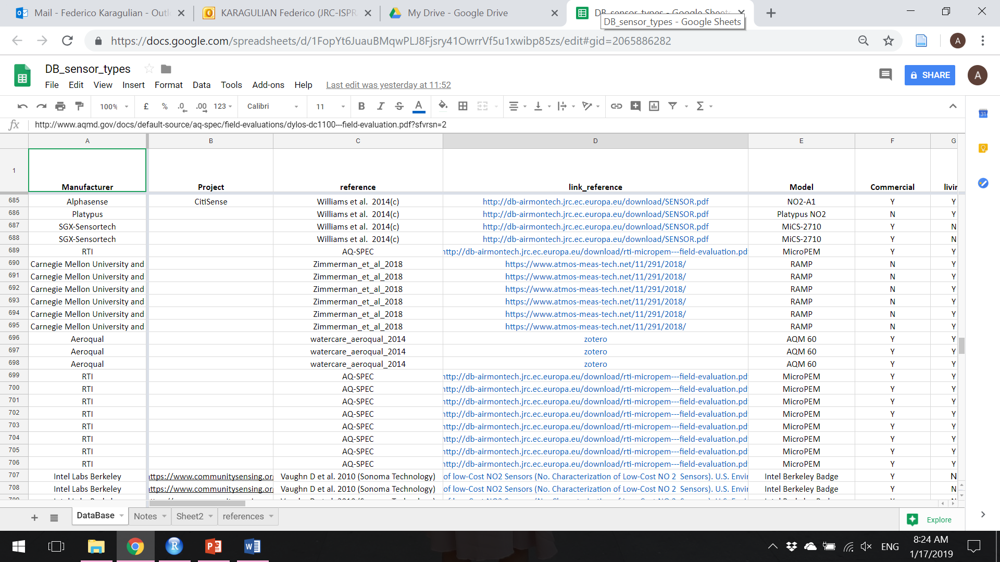 Mail - Federico Karagulian - Outl
KARAGULIAN Federico (JRC-ISPR
My Drive - Google Drive
DB_sensor_types - Google Sheets
DB_sensor_types - Google Sheets
https://docs.google.com/spreadsheets/d/1FopYt6JuauBMqwPLJ8Fjsry41OwrrVf5u1xwibp85zs/edit#gid=2065886282
A
DB_sensor_types
File Edit View Insert Format Data Tools Add-ons Help Last edit was yesterday at 11:52
SHARE
A
100% £ % .0 .00 123 Calibri 11 B I S A Σ
31
fx http://www.aqmd.gov/docs/default-source/aq-spec/field-evaluations/dylos-dc1100---field-evaluation.pdf?sfvrsn=2
A B C D E F G
1 Manufacturer Project reference link_reference Model Commercial livin
685 Alphasense CitiSense Williams et al. 2014(c) http://db-airmontech.jrc.ec.europa.eu/download/SENSOR.pdf NO2-A1 Y Y
686 Platypus Williams et al. 2014(c) http://db-airmontech.jrc.ec.europa.eu/download/SENSOR.pdf Platypus NO2 N Y
687 SGX-Sensortech Williams et al. 2014(c) http://db-airmontech.jrc.ec.europa.eu/download/SENSOR.pdf MiCS-2710 Y N
688 SGX-Sensortech Williams et al. 2014(c) http://db-airmontech.jrc.ec.europa.eu/download/SENSOR.pdf MiCS-2710 Y N
689 RTI AQ-SPEC http://db-airmontech.jrc.ec.europa.eu/download/rti-micropem---field-evaluation.pd MicroPEM Y Y
690 Carnegie Mellon University and Zimmerman_et_al_2018 https://www.atmos-meas-tech.net/11/291/2018/ RAMP N Y
691 Carnegie Mellon University and Zimmerman_et_al_2018 https://www.atmos-meas-tech.net/11/291/2018/ RAMP N Y
692 Carnegie Mellon University and Zimmerman_et_al_2018 https://www.atmos-meas-tech.net/11/291/2018/ RAMP N Y
693 Carnegie Mellon University and Zimmerman_et_al_2018 https://www.atmos-meas-tech.net/11/291/2018/ RAMP N Y
694 Carnegie Mellon University and Zimmerman_et_al_2018 https://www.atmos-meas-tech.net/11/291/2018/ RAMP N Y
695 Carnegie Mellon University and Zimmerman_et_al_2018 https://www.atmos-meas-tech.net/11/291/2018/ RAMP N Y
696 Aeroqual watercare_aeroqual_2014 zotero AQM 60 Y Y
697 Aeroqual watercare_aeroqual_2014 zotero AQM 60 Y Y
698 Aeroqual watercare_aeroqual_2014 zotero AQM 60 Y Y
699 RTI AQ-SPEC http://db-airmontech.jrc.ec.europa.eu/download/rti-micropem---field-evaluation.pd MicroPEM Y Y
700 RTI AQ-SPEC http://db-airmontech.jrc.ec.europa.eu/download/rti-micropem---field-evaluation.pd MicroPEM Y Y
701 RTI AQ-SPEC http://db-airmontech.jrc.ec.europa.eu/download/rti-micropem---field-evaluation.pd MicroPEM Y Y
702 RTI AQ-SPEC http://db-airmontech.jrc.ec.europa.eu/download/rti-micropem---field-evaluation.pd MicroPEM Y Y
703 RTI AQ-SPEC http://db-airmontech.jrc.ec.europa.eu/download/rti-micropem---field-evaluation.pd MicroPEM Y Y
704 RTI AQ-SPEC http://db-airmontech.jrc.ec.europa.eu/download/rti-micropem---field-evaluation.pd MicroPEM Y Y
705 RTI AQ-SPEC http://db-airmontech.jrc.ec.europa.eu/download/rti-micropem---field-evaluation.pd MicroPEM Y Y
706 RTI AQ-SPEC http://db-airmontech.jrc.ec.europa.eu/download/rti-micropem---field-evaluation.pd MicroPEM Y Y
707 Intel Labs Berkeley https://www.communitysensing.or Vaughn D et al. 2010 (Sonoma Technology) of low-Cost NO2 Sensors (No. Characterization of Low-Cost NO 2 Sensors). U.S. Envir Intel Berkeley Badge Y N
708 Intel Labs Berkeley https://www.communitysensing.or Vaughn D et al. 2010 (Sonoma Technology) of low-Cost NO2 Sensors (No. Characterization of Low-Cost NO 2 Sensors). U.S. Envir Intel Berkeley Badge Y N
DataBase Notes Sheet2 references
Explore
ENG
8:24 AM
1/17/2019